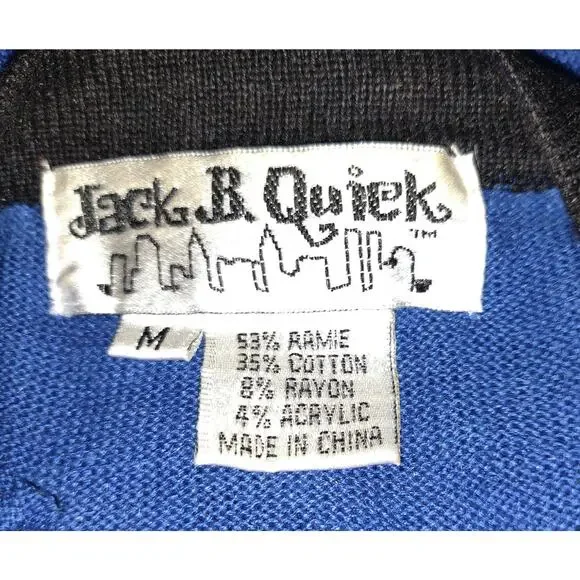 Jack B. Quick ™
M
53% RAMIE
35% COTTON
8% RAYON
4% ACRYLIC
MADE IN CHINA